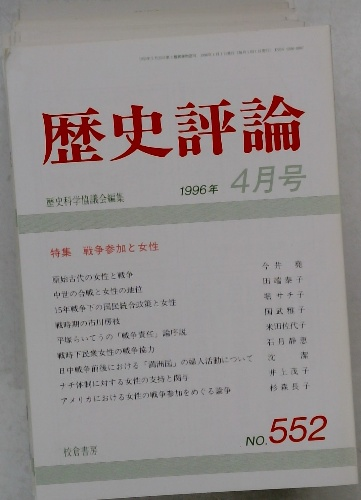 歴史評論
歴史科学協議会編集
1996年 4月号
特集 戦争参加と女性
原始古代の女性と戦争 今井堯
中世の合戦と女性の地位 田端泰子
15年戦争下の国民統合政策と女性 堀サチ子
戦時期の市川房枝 国武雅子
平塚らいてうの「戦争責任」論序説 米田佐代子
戦時下民衆女性の戦争協力 石月静恵
日中戦争前後における「満洲国」の婦人活動について 沈潔
ナチ体制に対する女性の支持と関与 井上茂子
アメリカにおける女性の戦争参加をめぐる論争 杉森長子
NO.552
校倉書房